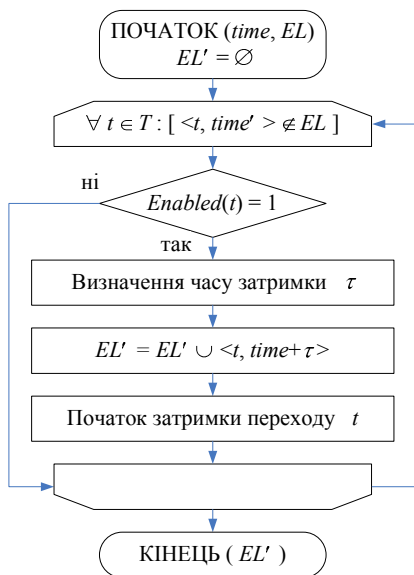 ПОЧАТОК (time, EL)
EL′ = ∅
∀ t ∈ T : [ <t, time′ > ∉ EL ]
ні
Enabled(t) = 1
так
Визначення часу затримки τ
EL′ = EL′ ∪ <t, time+τ>
Початок затримки переходу t
КІНЕЦЬ ( EL′ )